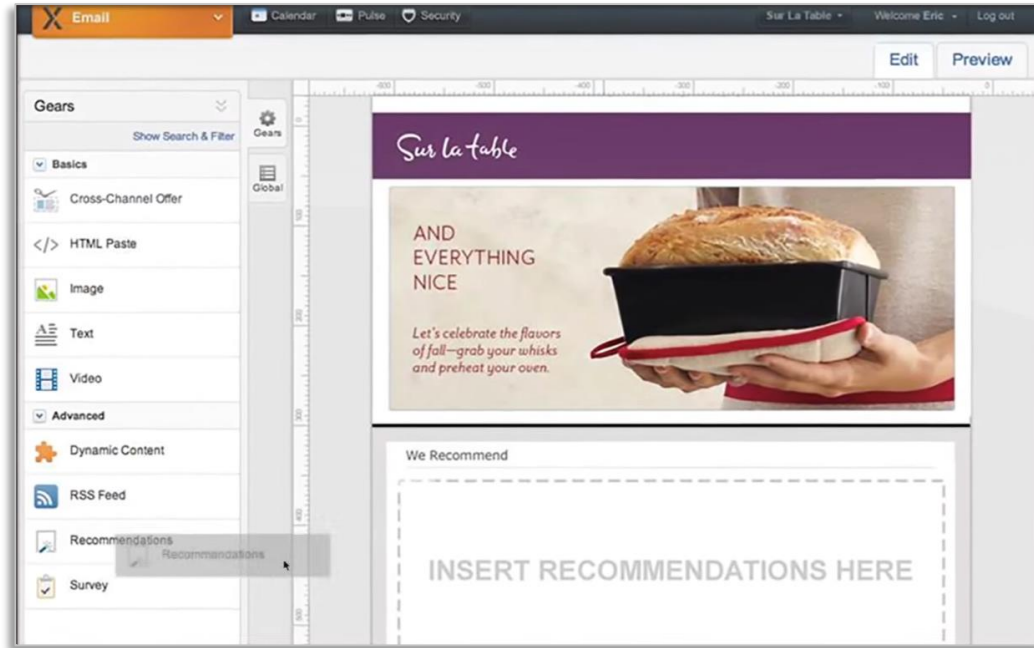 X Email
Calendar Pulse Security
Sur La Table
Welcome Eric
Log out
Edit
Preview
Gears
Show Search & Filter
Basics
Cross-Channel Offer
HTML Paste
Image
Text
Video
Advanced
Dynamic Content
RSS Feed
Recommendations
Recommendations
Survey
Gears
Global
Sur la table
AND
EVERYTHING
NICE
Let's celebrate the flavors
of fall—grab your whisks
and preheat your oven.
We Recommend
INSERT RECOMMENDATIONS HERE